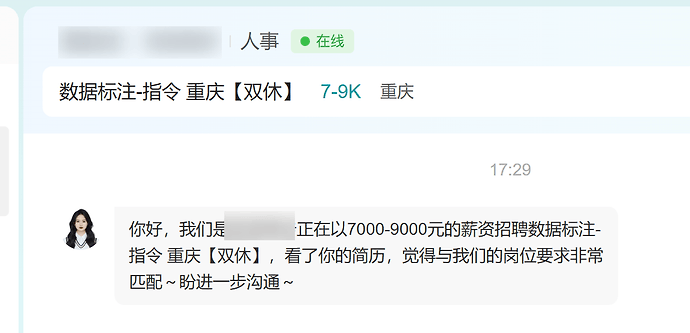 人事
在线
数据标注-指令 重庆【双休】 7-9K 重庆
17:29
你好，我们是 正在以7000-9000元的薪资招聘数据标注-
指令 重庆【双休】，看了你的简历，觉得与我们的岗位要求非常
匹配～盼进一步沟通～